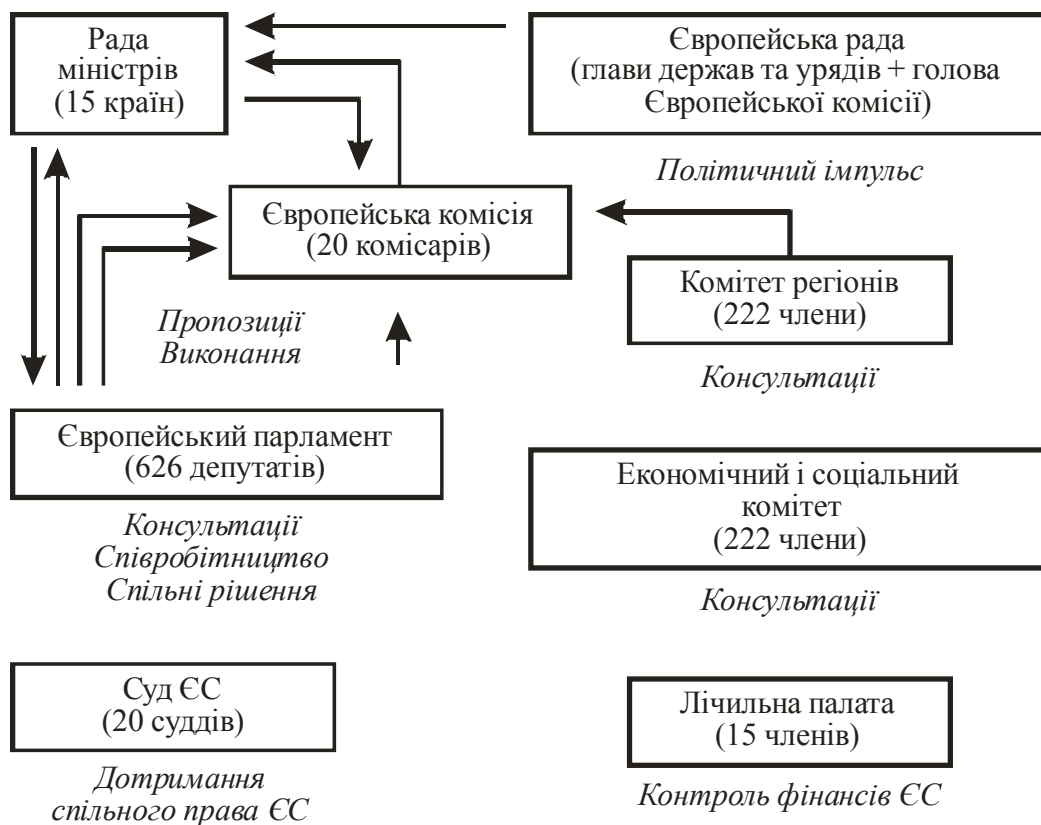 Рада
міністрів
(15 країн)
Європейська рада
(глави держав та урядів + голова
Європейської комісії)
Політичний імпульс
Європейська комісія
(20 комісарів)
Комітет регіонів
(222 члени)
Пропозиції
Виконання
Консультації
Європейський парламент
(626 депутатів)
Консультації
Співробітництво
Спільні рішення
Економічний і соціальний
комітет
(222 члени)
Консультації
Суд ЄС
(20 суддів)
Дотримання
спільного права ЄС
Лічильна палата
(15 членів)
Контроль фінансів ЄС